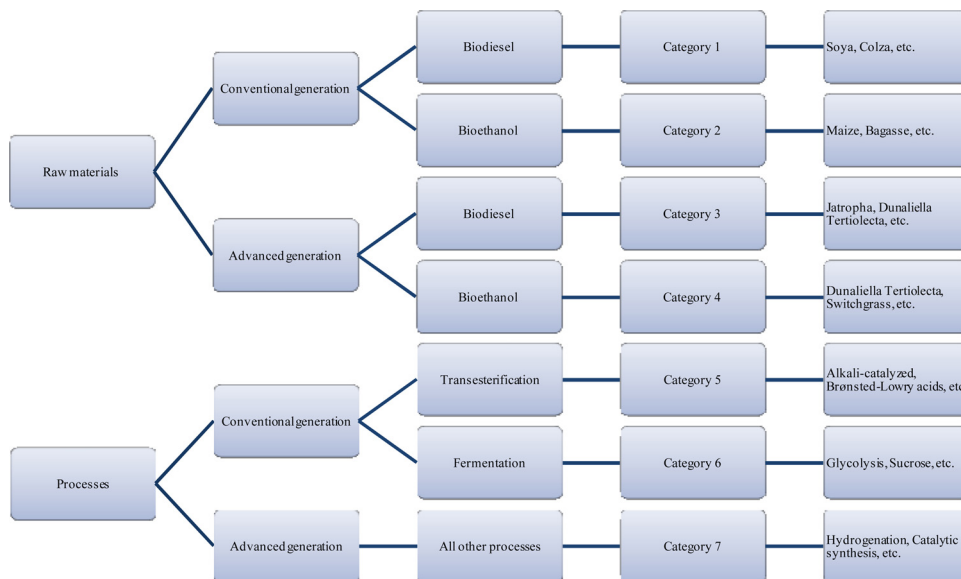 Biodiesel
Category 1
Soya, Colza, etc.
Conventional generation
Bioethanol
Category 2
Maize, Bagasse, etc.
Raw materials
Biodiesel
Category 3
Jatropha, Dunaliella
Tertiolecta, etc.
Advanced generation
Bioethanol
Category 4
Dunaliella Tertiolecta,
Switchgrass, etc.
Transesterification
Category 5
Alkali-catalyzed,
Brønsted-Lowry acids, etc
Conventional generation
Fermentation
Category 6
Glycolysis, Sucrose, etc.
Processes
Advanced generation
All other processes
Category 7
Hydrogenation, Catalytic
synthesis, etc.